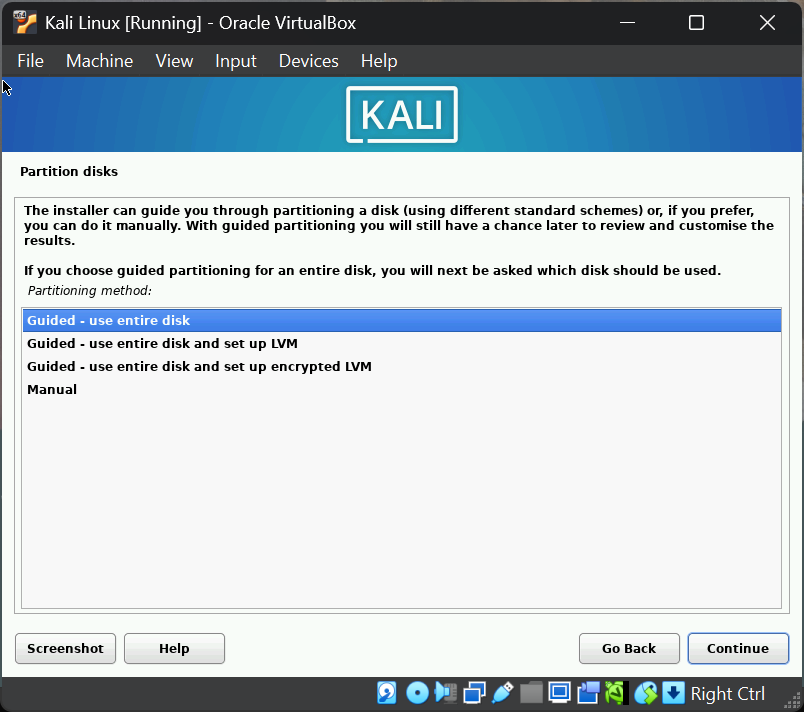 Kali Linux [Running] - Oracle VirtualBox
File Machine View Input Devices Help
KALI
Partition disks
The installer can guide you through partitioning a disk (using different standard schemes) or, if you prefer,
you can do it manually. With guided partitioning you will still have a chance later to review and customise the
results.
If you choose guided partitioning for an entire disk, you will next be asked which disk should be used.
Partitioning method:
Guided - use entire disk
Guided - use entire disk and set up LVM
Guided - use entire disk and set up encrypted LVM
Manual
Screenshot Help Go Back Continue
Right Ctrl